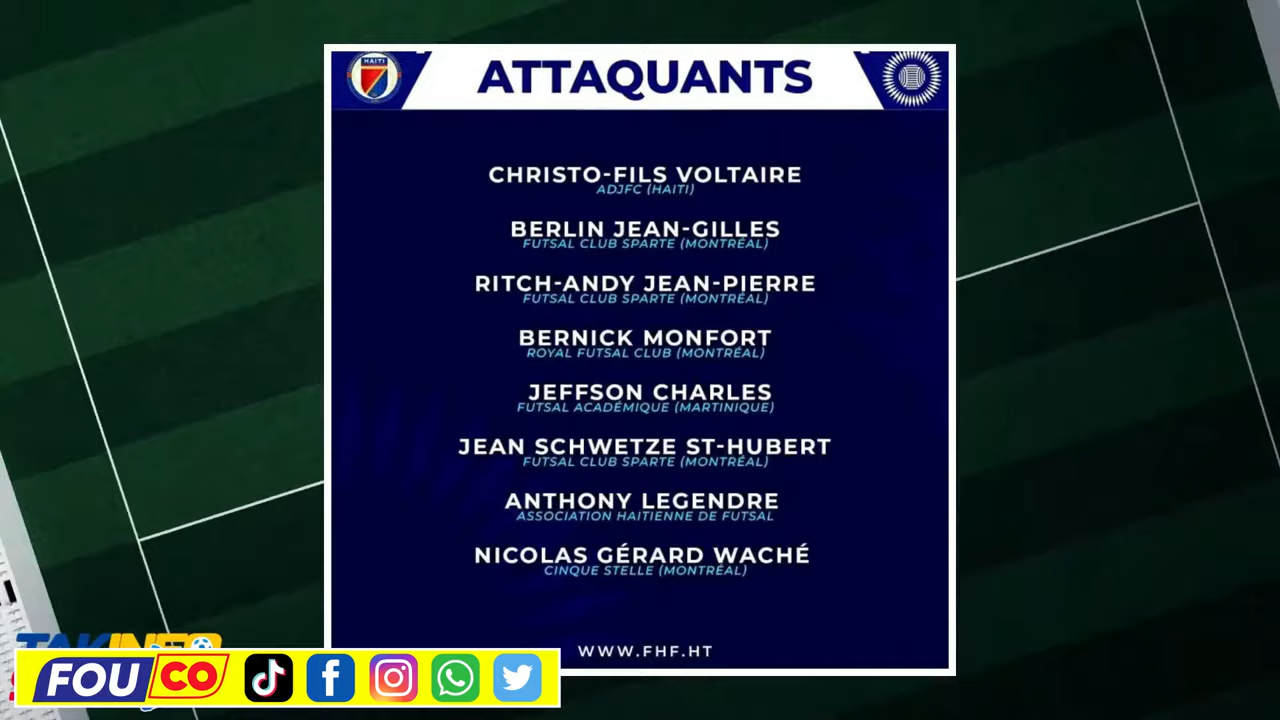 HAITI
ATTAQUANTS
CHRISTO-FILS VOLTAIRE
ADJFC (HAITI)
BERLIN JEAN-GILLES
FUTSAL CLUB SPARTE (MONTRÉAL)
RITCH-ANDY JEAN-PIERRE
FUTSAL CLUB SPARTE (MONTRÉAL)
BERNICK MONFORT
ROYAL FUTSAL CLUB (MONTRÉAL)
JEFFSON CHARLES
FUTSAL ACADÉMIQUE (MARTINIQUE)
JEAN SCHWETZE ST-HUBERT
FUTSAL CLUB SPARTE (MONTRÉAL)
ANTHONY LEGENDRE
ASSOCIATION HAITIENNE DE FUTSAL
NICOLAS GÉRARD WACHÉ
CINQUE STELLE (MONTRÉAL)
WWW.FHF.HT
TAKINFO
FOUCO